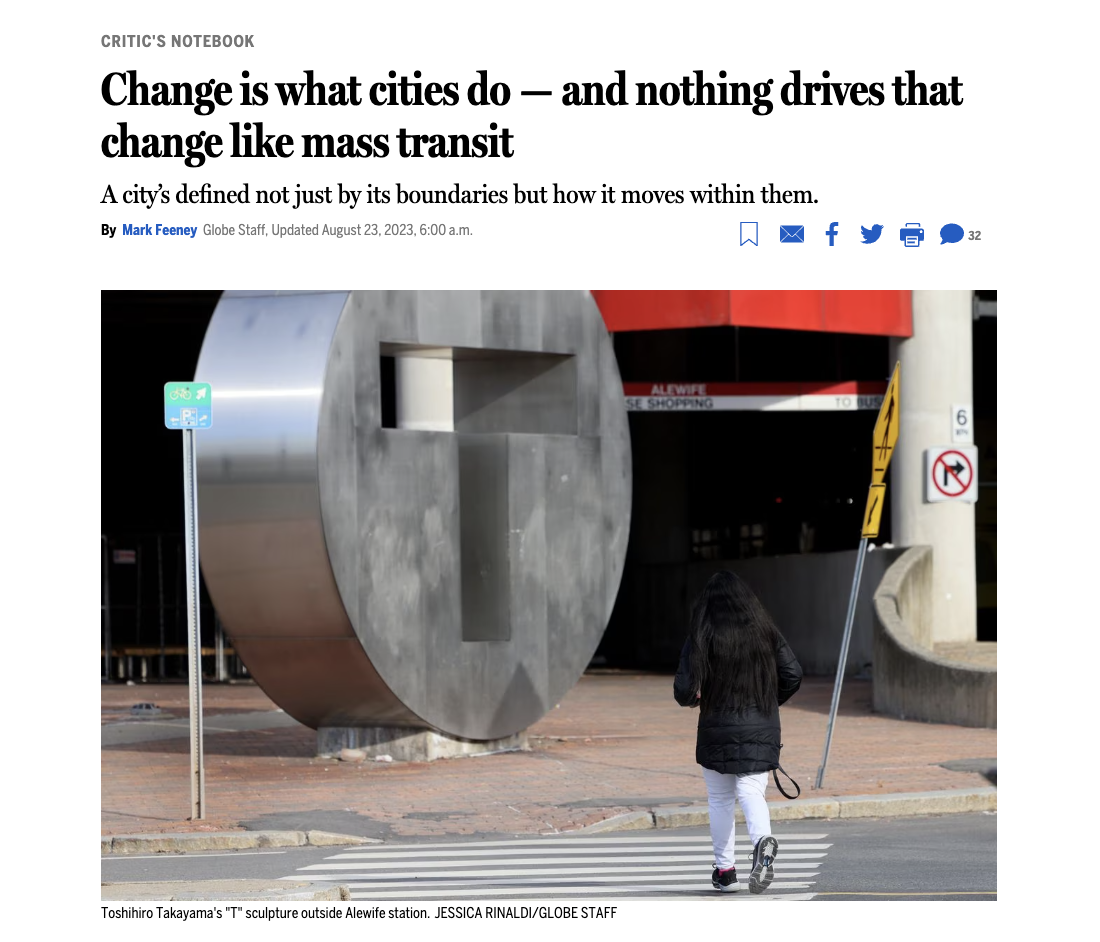 CRITIC'S NOTEBOOK
Change is what cities do — and nothing drives that
change like mass transit
A city's defined not just by its boundaries but how it moves within them.
By Mark Feeney Globe Staff, Updated August 23, 2023, 6:00 a.m.
32
T
ALEWIFE
SE SHOPPING TO BUS
P
6
Toshihiro Takayama's "T" sculpture outside Alewife station. JESSICA RINALDI/GLOBE STAFF